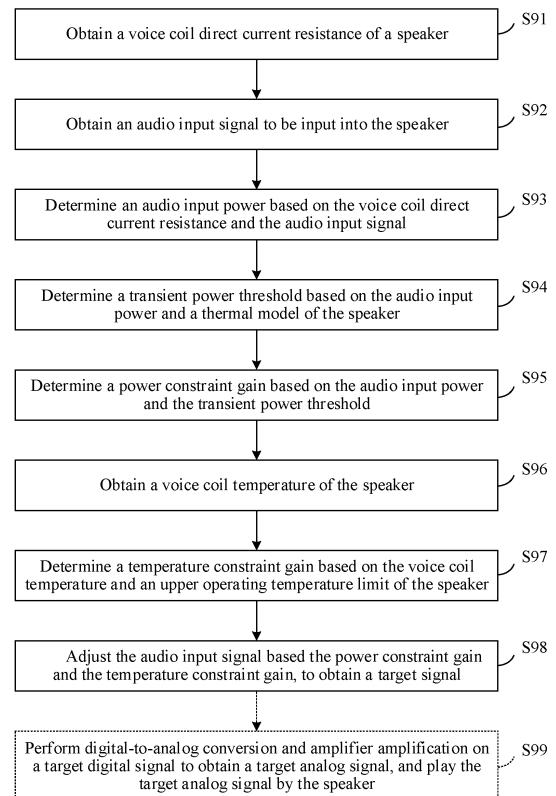 S91
Obtain a voice coil direct current resistance of a speaker
S92
Obtain an audio input signal to be input into the speaker
S93
Determine an audio input power based on the voice coil direct
current resistance and the audio input signal
S94
Determine a transient power threshold based on the audio input
power and a thermal model of the speaker
S95
Determine a power constraint gain based on the audio input power
and the transient power threshold
S96
Obtain a voice coil temperature of the speaker
S97
Determine a temperature constraint gain based on the voice coil
temperature and an upper operating temperature limit of the speaker
S98
Adjust the audio input signal based the power constraint gain
and the temperature constraint gain, to obtain a target signal
S99
Perform digital-to-analog conversion and amplifier amplification on
a target digital signal to obtain a target analog signal, and play the
target analog signal by the speaker